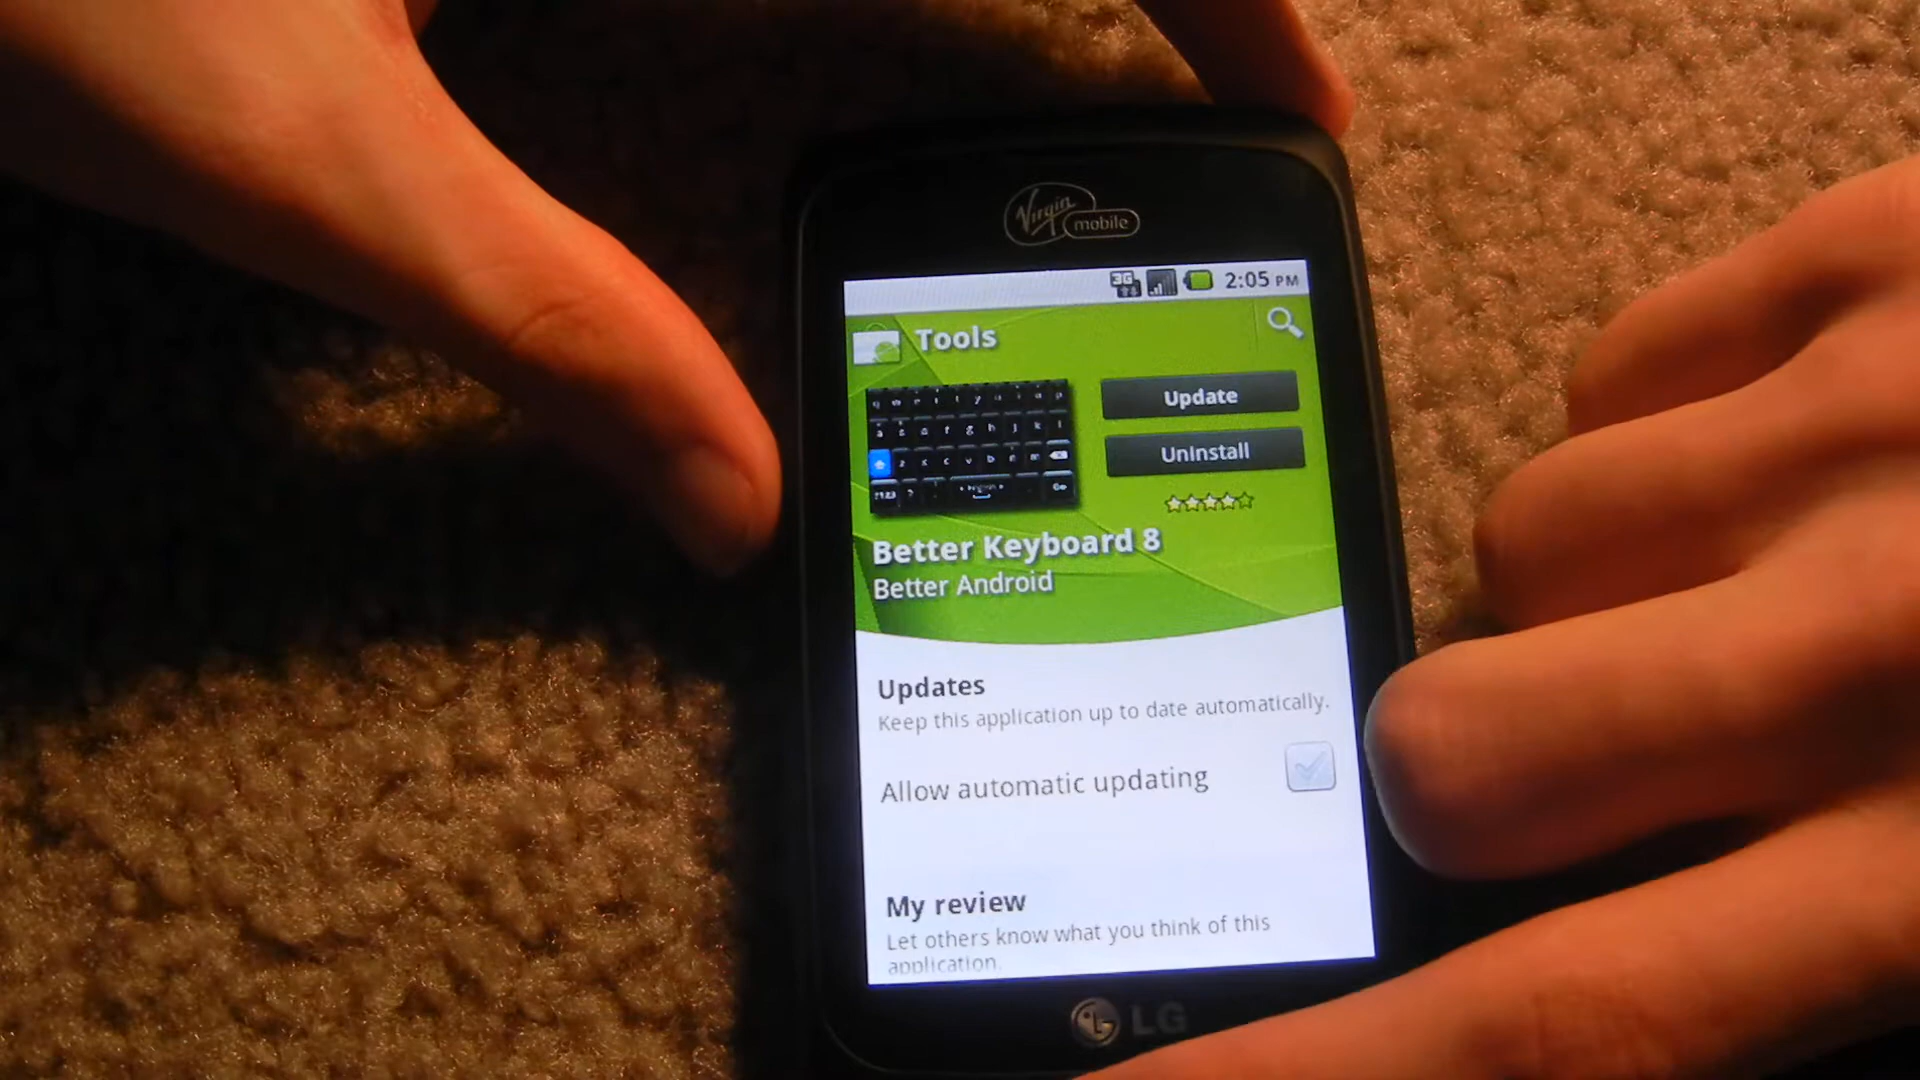 Virgin
mobile
3G
2:05 PM
Tools
Update
Uninstall
Better Keyboard 8
Better Android
Updates
Keep this application up to date automatically.
Allow automatic updating
My review
Let others know what you think of this
application.
LG